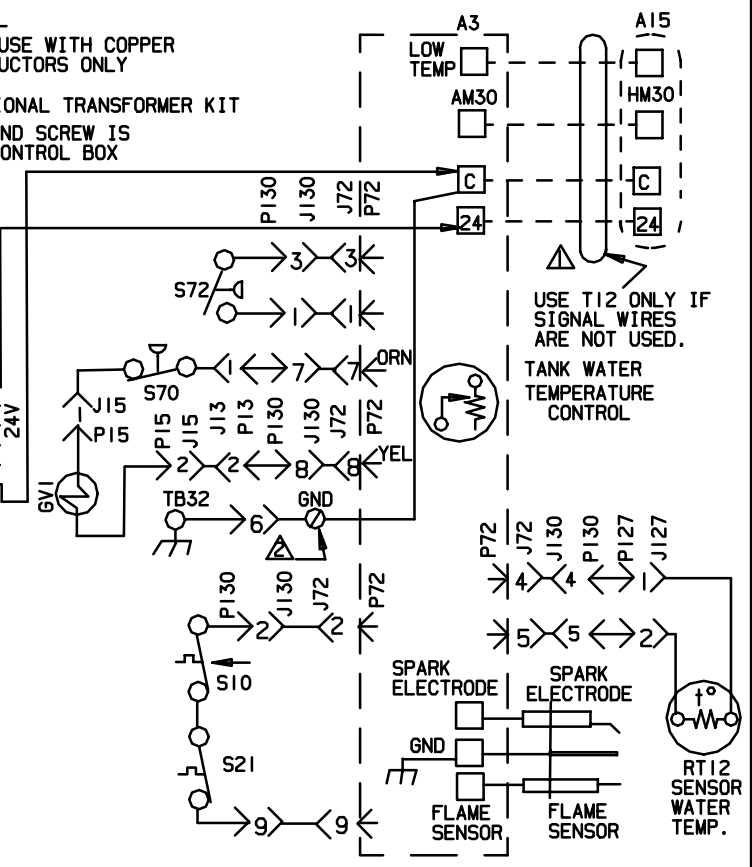 USE WITH COPPER
UCTORS ONLY
IONAL TRANSFORMER KIT
ND SCREW IS
ONTROL BOX
A3
A15
LOW
TEMP
AM30
HM30
C
C
24
24
P130
J130
J72
P72
3
3
S72
1
1
1
USE T12 ONLY IF
SIGNAL WIRES
ARE NOT USED.
ORN
1
7
7
S70
TANK WATER
TEMPERATURE
CONTROL
J15
1
P15
24V
P15
J15
J13
P13
P130
J130
J72
P72
YEL
2
2
8
8
GV1
TB32
GND
6
2
P72
J72
J130
P130
P127
J127
4
4
1
P130
J130
J72
P72
2
2
5
5
2
S10
SPARK
ELECTRODE
SPARK
ELECTRODE
t°
GND
S21
RT12
SENSOR
WATER
TEMP.
9
9
FLAME
SENSOR
FLAME
SENSOR